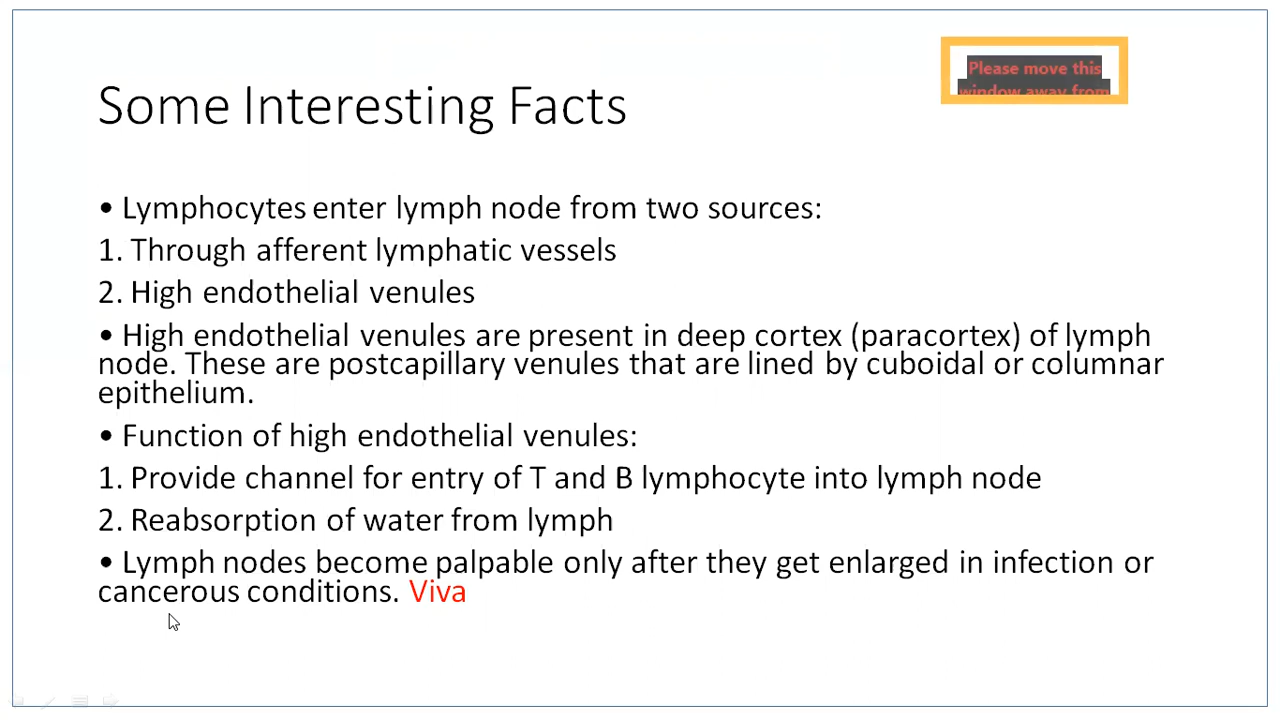 Please move this
window away from
Some Interesting Facts
• Lymphocytes enter lymph node from two sources:
1. Through afferent lymphatic vessels
2. High endothelial venules
• High endothelial venules are present in deep cortex (paracortex) of lymph
node. These are postcapillary venules that are lined by cuboidal or columnar
epithelium.
• Function of high endothelial venules:
1. Provide channel for entry of T and B lymphocyte into lymph node
2. Reabsorption of water from lymph
• Lymph nodes become palpable only after they get enlarged in infection or
cancerous conditions. Viva